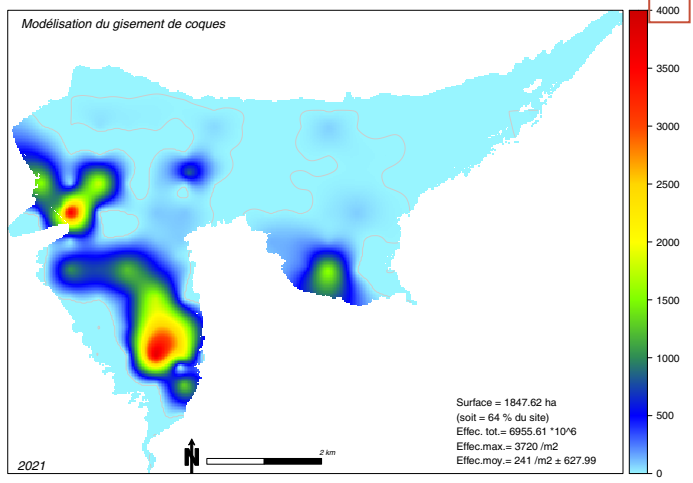 Modélisation du gisement de coques
4000
3500
3000
2500
2000
1500
1000
500
0
Surface = 1847.62 ha
(soit = 64 % du site)
Effec. tot.= 6955.61 *10^6
Effec.max.= 3720 /m2
Effec.moy.= 241 /m2 ± 627.99
2021
N
2 km